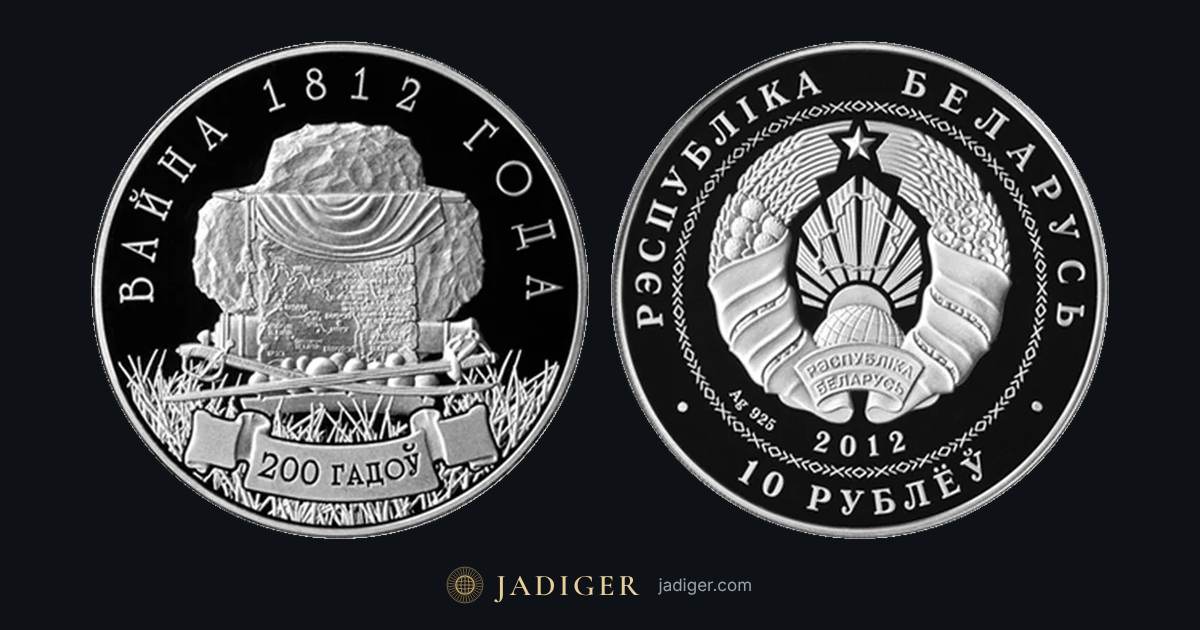 ВАЙНА 1812 ГОДА
200 ГАДОЎ
РЭСПУБЛІКА БЕЛАРУСЬ
РЭСПУБЛІКА
БЕЛАРУСЬ
Ag 925
2012
10 РУБЛЁЎ
JADIGER jadiger.com